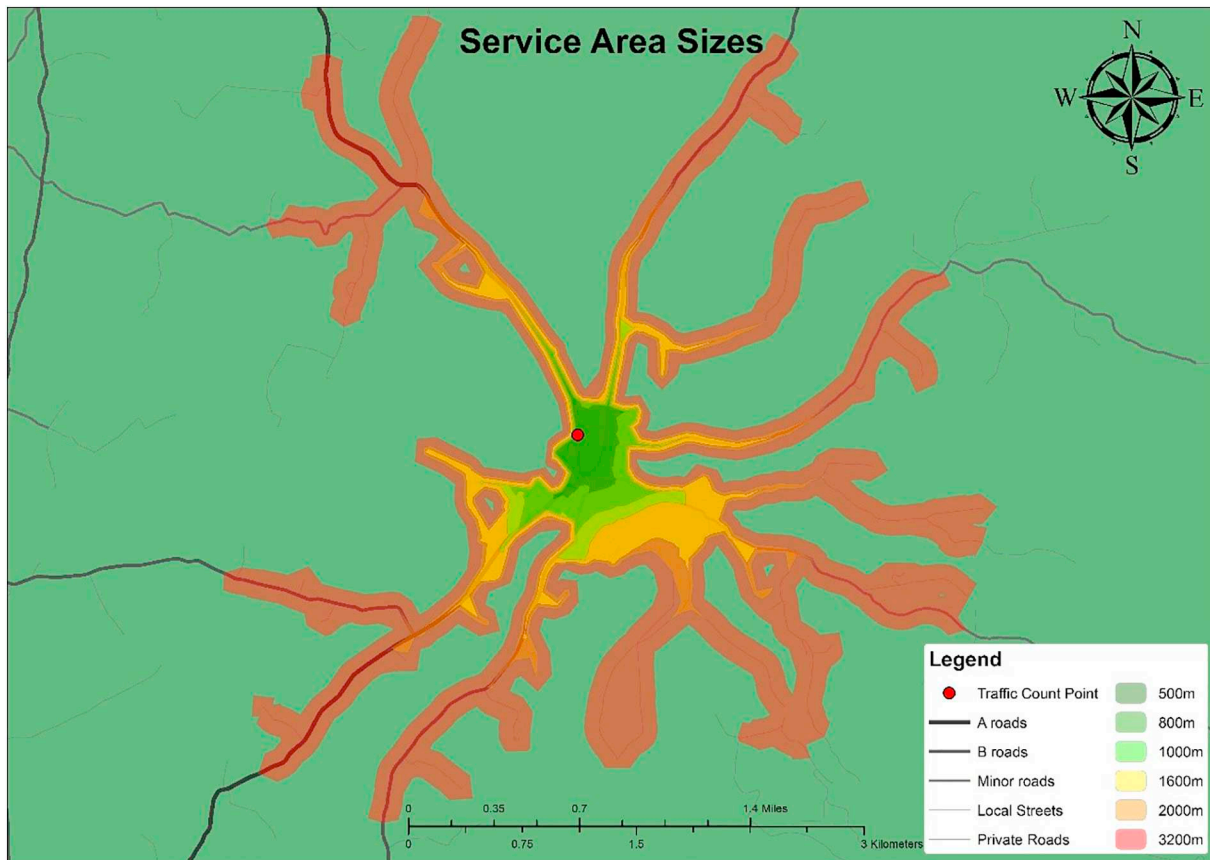 Service Area Sizes
N
W E
S
Legend
Traffic Count Point 500m
A roads 800m
B roads 1000m
Minor roads 1600m
Local Streets 2000m
Private Roads 3200m
0 0.35 0.7 1.4 Miles
0 0.75 1.5 3 Kilometers